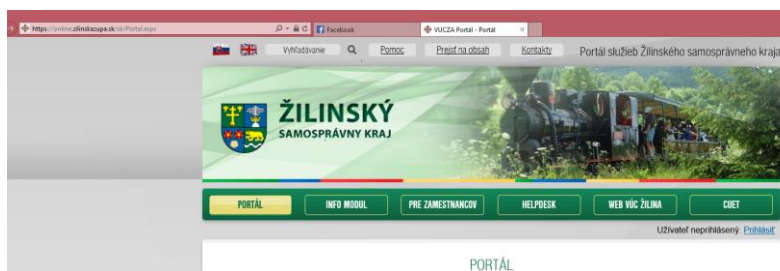 https://online.zilinskazupa.sk/sk/Portal.aspx
Facebook
VUCZA Portál - Portál
Vyhľadávanie
Pomoc
Prejsť na obsah
Kontakty
Portál služieb Žilinského samosprávneho kraja
ŽILINSKÝ
SAMOSPRÁVNY KRAJ
PORTÁL
INFO MODUL
PRE ZAMESTNANCOV
HELPDESK
WEB VÚC ŽILINA
CUET
Užívateľ neprihlásený. Prihlásiť
PORTÁL